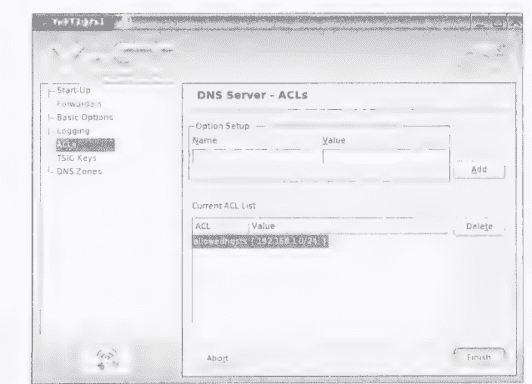 Start-Up
Forwarders
Basic Options
Logging
ACLs
TSIG Keys
DNS Zones
DNS Server - ACLs
Option Setup
Name
Value
Add
Current ACL List
ACL
Value
Delete
allowedhosts { 192.168.1.0/24; }
Abort
Finish